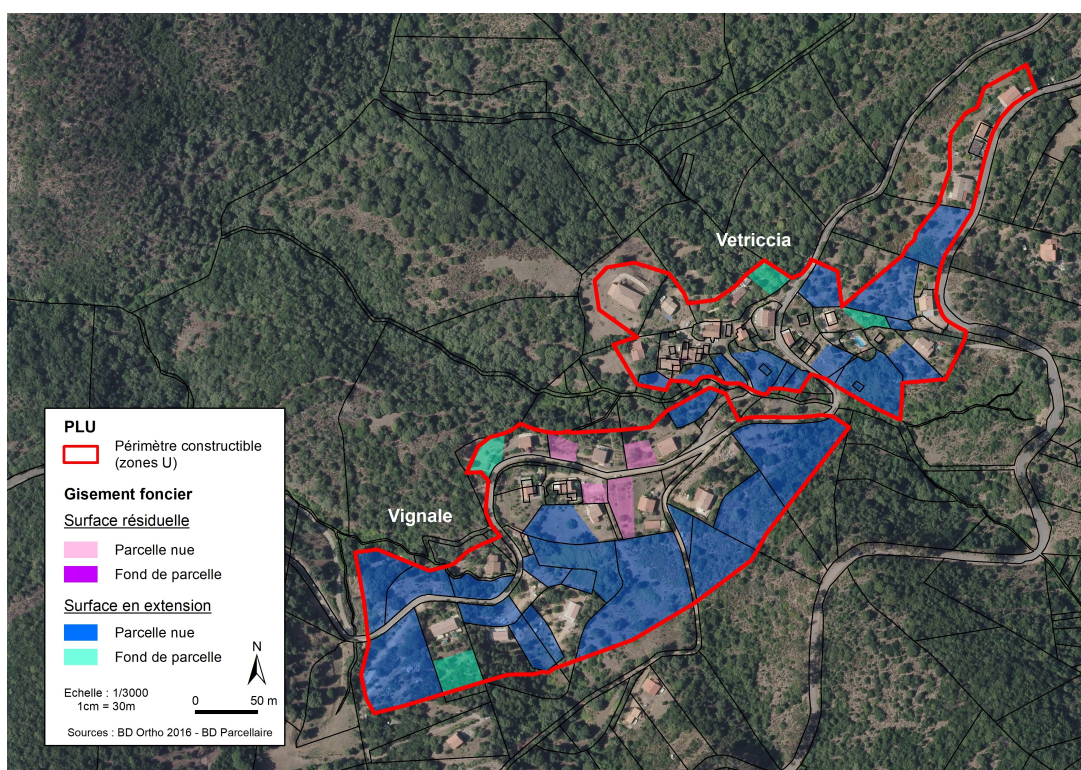 Vetriccia
Vignale
PLU
Périmètre constructible
(zones U)
Gisement foncier
Surface résiduelle
Parcelle nue
Fond de parcelle
Surface en extension
Parcelle nue
Fond de parcelle
N
Echelle : 1/3000
1cm = 30m
0 50 m
Sources : BD Ortho 2016 - BD Parcellaire